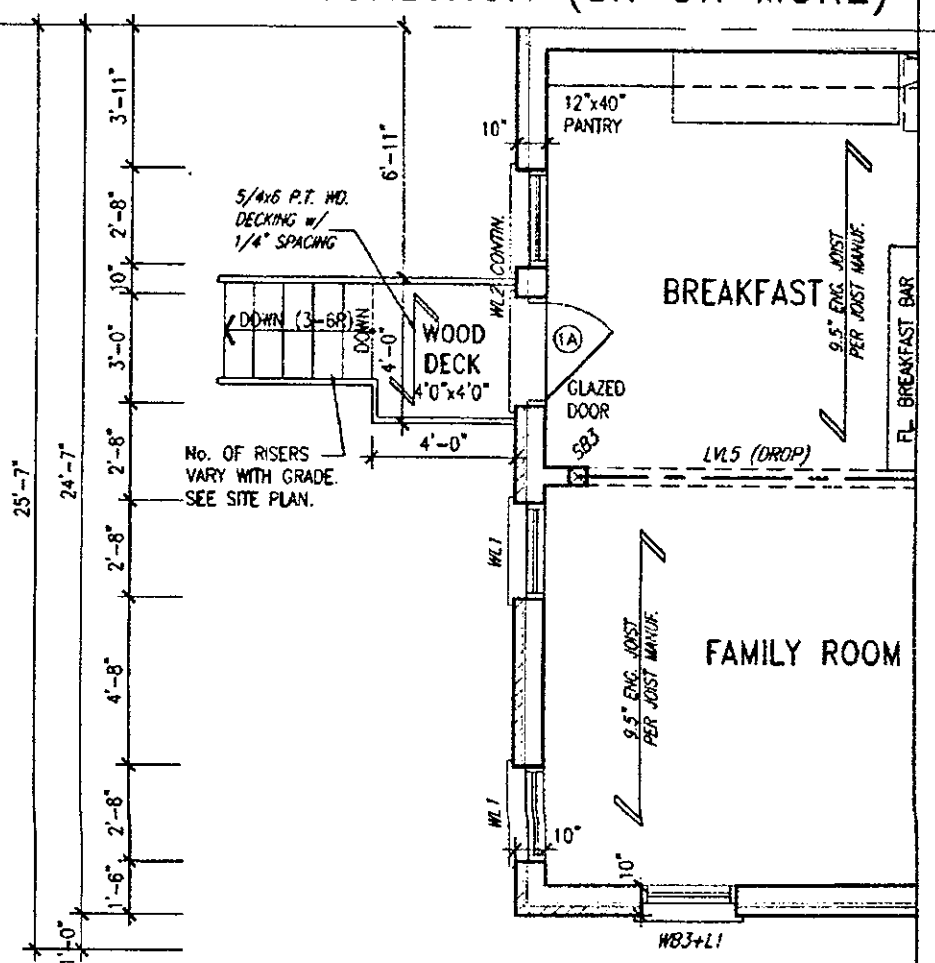 (ER OR MORE)
3'-11"
2'-8"
10"
3'-0"
2'-8"
2'-8"
4'-8"
2'-8"
1'-6"
24'-7"
25'-7"
1'-0"
6'-11"
5/4x6 P.T. WD.
DECKING w/
1/4" SPACING
DOWN (3-6R)
DOWN
4'-0"
WOOD
DECK
4'0"x4'0"
4'-0"
No. OF RISERS
VARY WITH GRADE.
SEE SITE PLAN.
10"
12"x40"
PANTRY
WL2 CONTIN.
BREAKFAST
9.5" ENG. JOIST
PER JOIST MANUF.
FL. BREAKFAST BAR
1A
GLAZED
DOOR
SB3
LVL5 (DROP)
WL1
FAMILY ROOM
9.5" ENG. JOIST
PER JOIST MANUF.
WL1
10"
10"
WB3+L1